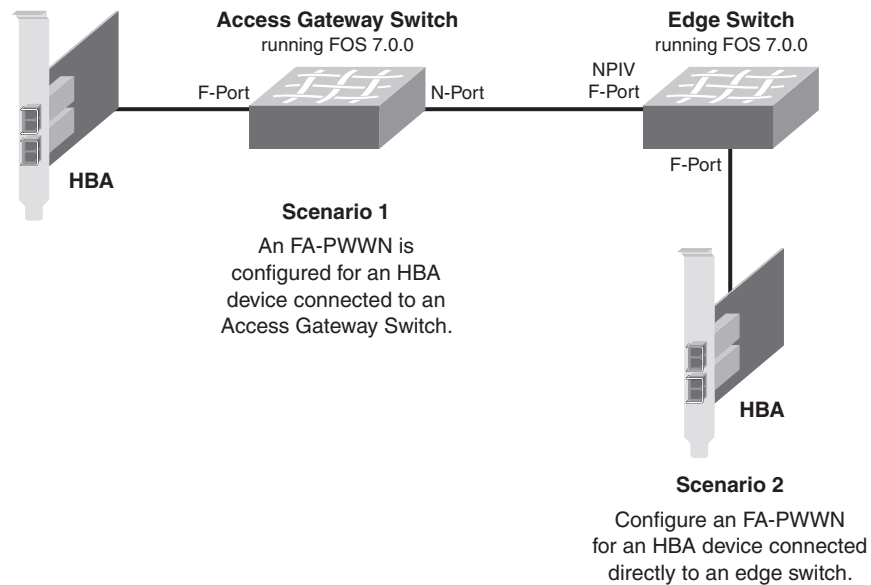 Access Gateway Switch
running FOS 7.0.0
Edge Switch
running FOS 7.0.0
F-Port
N-Port
NPIV
F-Port
F-Port
HBA
Scenario 1
An FA-PWWN is
configured for an HBA
device connected to an
Access Gateway Switch.
HBA
Scenario 2
Configure an FA-PWWN
for an HBA device connected
directly to an edge switch.